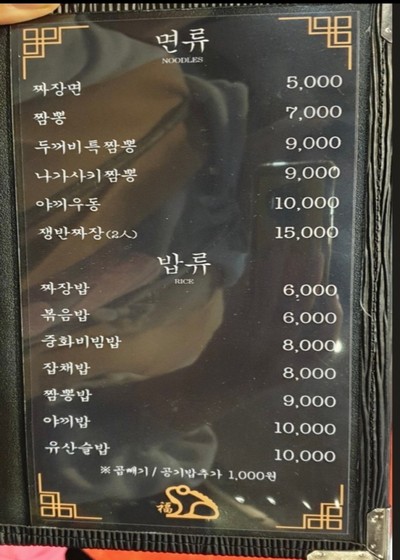 면류
NOODLES
짜장면 5,000
짬뽕 7,000
두꺼비특짬뽕 9,000
나가사키짬뽕 9,000
야끼우동 10,000
쟁반짜장(2人) 15,000
밥류
RICE
짜장밥 6,000
볶음밥 6,000
중화비빔밥 8,000
잡채밥 8,000
짬뽕밥 9,000
야끼밥 10,000
유산슬밥 10,000
※곱빼기/공기밥추가 1,000원
福